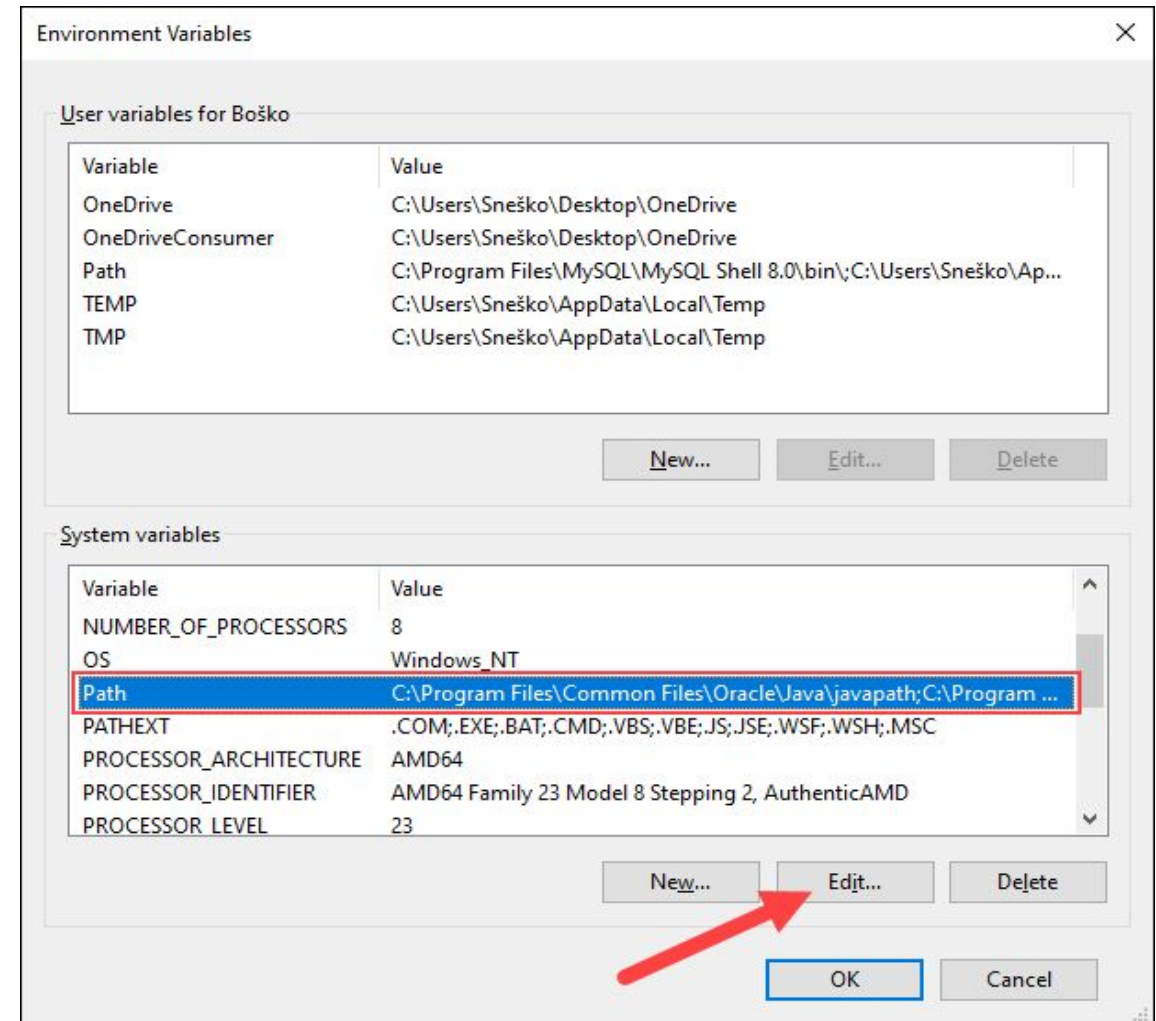 Environment Variables
User variables for Boško
Variable Value
OneDrive C:\Users\Sneško\Desktop\OneDrive
OneDriveConsumer C:\Users\Sneško\Desktop\OneDrive
Path C:\Program Files\MySQL\MySQL Shell 8.0\bin\;C:\Users\Sneško\Ap...
TEMP C:\Users\Sneško\AppData\Local\Temp
TMP C:\Users\Sneško\AppData\Local\Temp
New... Edit... Delete
System variables
Variable Value
NUMBER_OF_PROCESSORS 8
OS Windows_NT
Path C:\Program Files\Common Files\Oracle\Java\javapath;C:\Program ...
PATHEXT .COM;.EXE;.BAT;.CMD;.VBS;.VBE;.JS;.JSE;.WSF;.WSH;.MSC
PROCESSOR_ARCHITECTURE AMD64
PROCESSOR_IDENTIFIER AMD64 Family 23 Model 8 Stepping 2, AuthenticAMD
PROCESSOR_LEVEL 23
New... Edit... Delete
OK Cancel